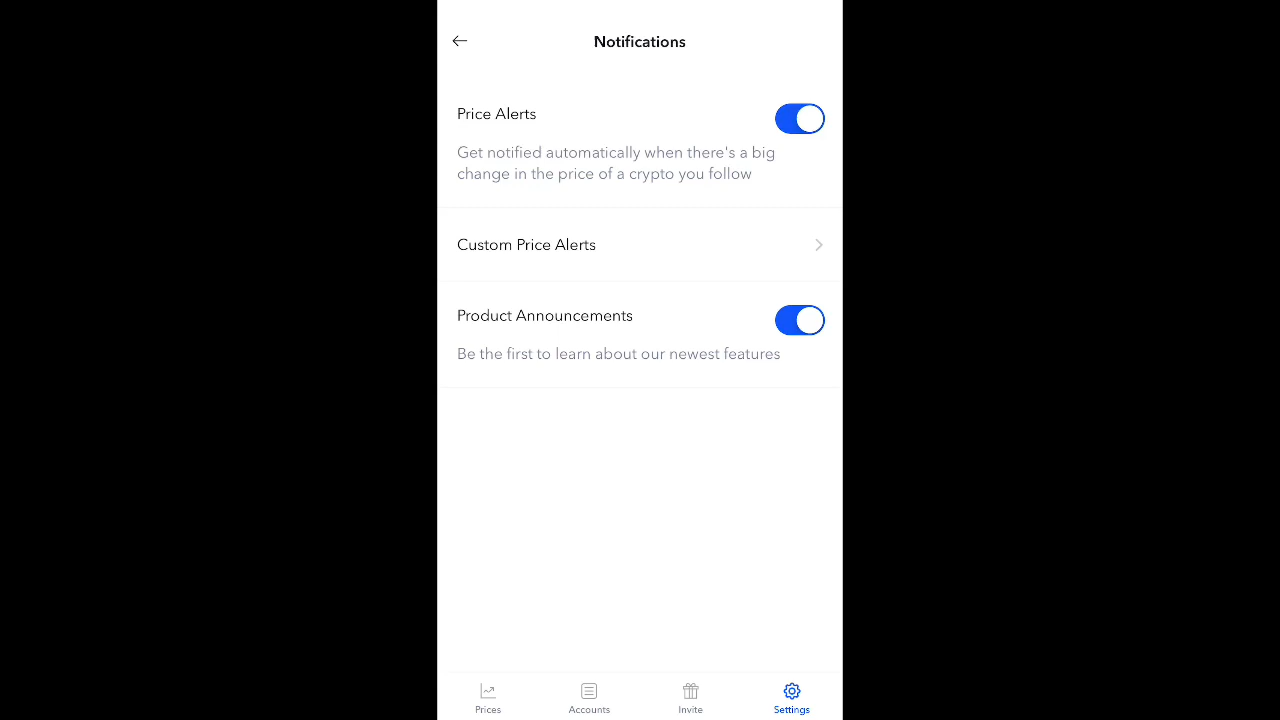 Notifications
Price Alerts
Get notified automatically when there's a big
change in the price of a crypto you follow
Custom Price Alerts
Product Announcements
Be the first to learn about our newest features
Prices
Accounts
Invite
Settings